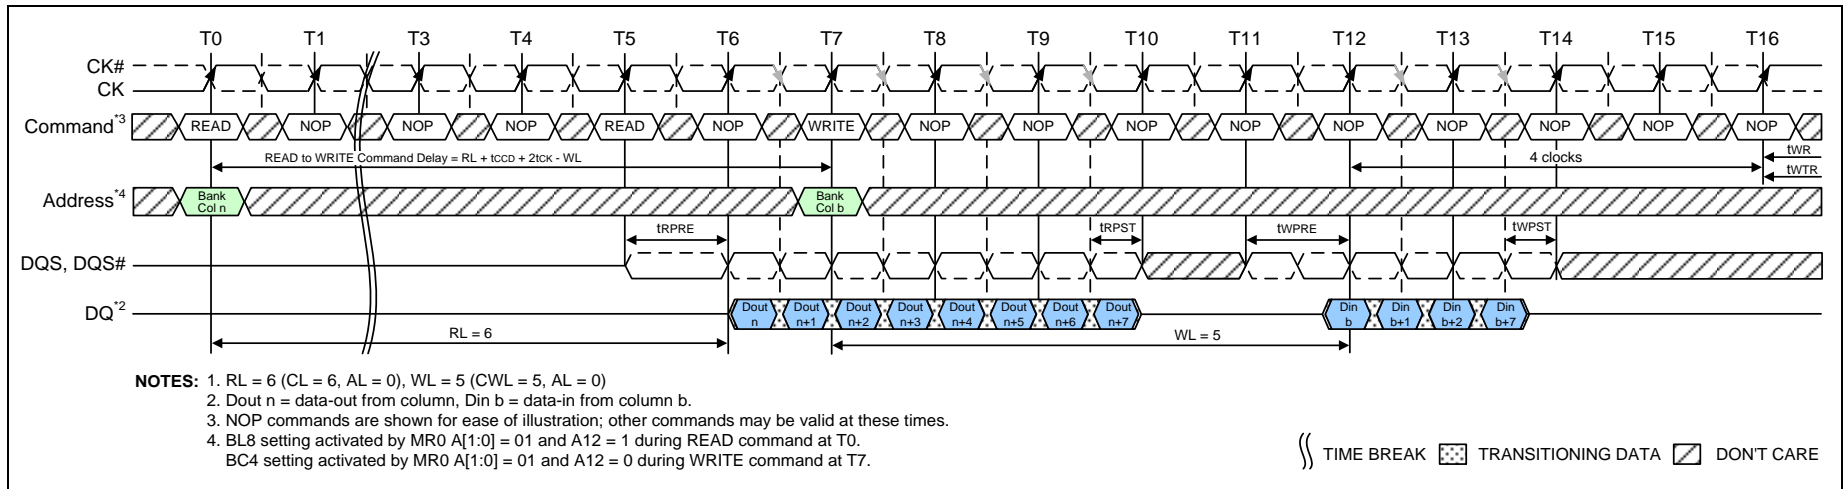 T0 T1 T3 T4 T5 T6 T7 T8 T9 T10 T11 T12 T13 T14 T15 T16
CK#
CK
Command*3 READ NOP NOP NOP READ NOP WRITE NOP NOP NOP NOP NOP NOP NOP NOP NOP
READ to WRITE Command Delay = RL + tCCD + 2tCK - WL 4 clocks tWR
tWTR
Address*4 Bank Col n Bank Col b
tRPRE tRPST tWPRE tWPST
DQS, DQS#
DQ*2 Dout n Dout n+1 Dout n+2 Dout n+3 Dout n+4 Dout n+5 Dout n+6 Dout n+7 Din b Din b+1 Din b+2 Din b+7
RL = 6 WL = 5
NOTES: 1. RL = 6 (CL = 6, AL = 0), WL = 5 (CWL = 5, AL = 0)
2. Dout n = data-out from column, Din b = data-in from column b.
3. NOP commands are shown for ease of illustration; other commands may be valid at these times.
4. BL8 setting activated by MR0 A[1:0] = 01 and A12 = 1 during READ command at T0.
BC4 setting activated by MR0 A[1:0] = 01 and A12 = 0 during WRITE command at T7.
TIME BREAK TRANSITIONING DATA DON'T CARE